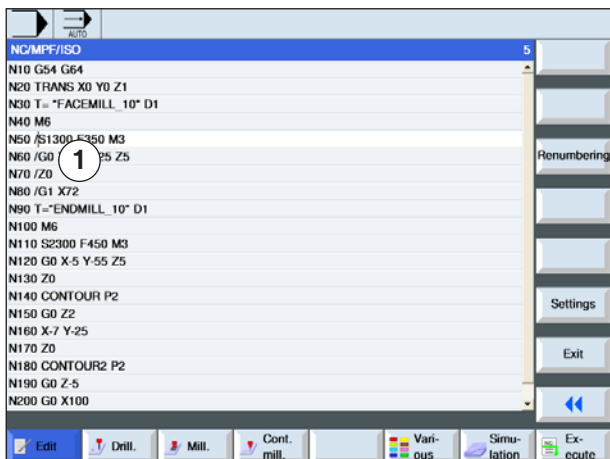 AUTO
NC/MPF/ISO 5
N10 G54 G64
N20 TRANS X0 Y0 Z1
N30 T= "FACEMILL_10" D1
N40 M6
N50 /S1300 F350 M3
N60 /G0 25 Z5
1
N70 /Z0
N80 /G1 X72
N90 T="ENDMILL_10" D1
N100 M6
N110 S2300 F450 M3
N120 G0 X-5 Y-55 Z5
N130 Z0
N140 CONTOUR P2
N150 G0 Z2
N160 X-7 Y-25
N170 Z0
N180 CONTOUR2 P2
N190 G0 Z-5
N200 G0 X100
Renumbering
Settings
Exit
Edit
Drill.
Mill.
Cont.
mill.
Vari-
ous
Simu-
lation
NC
Ex-
ecute